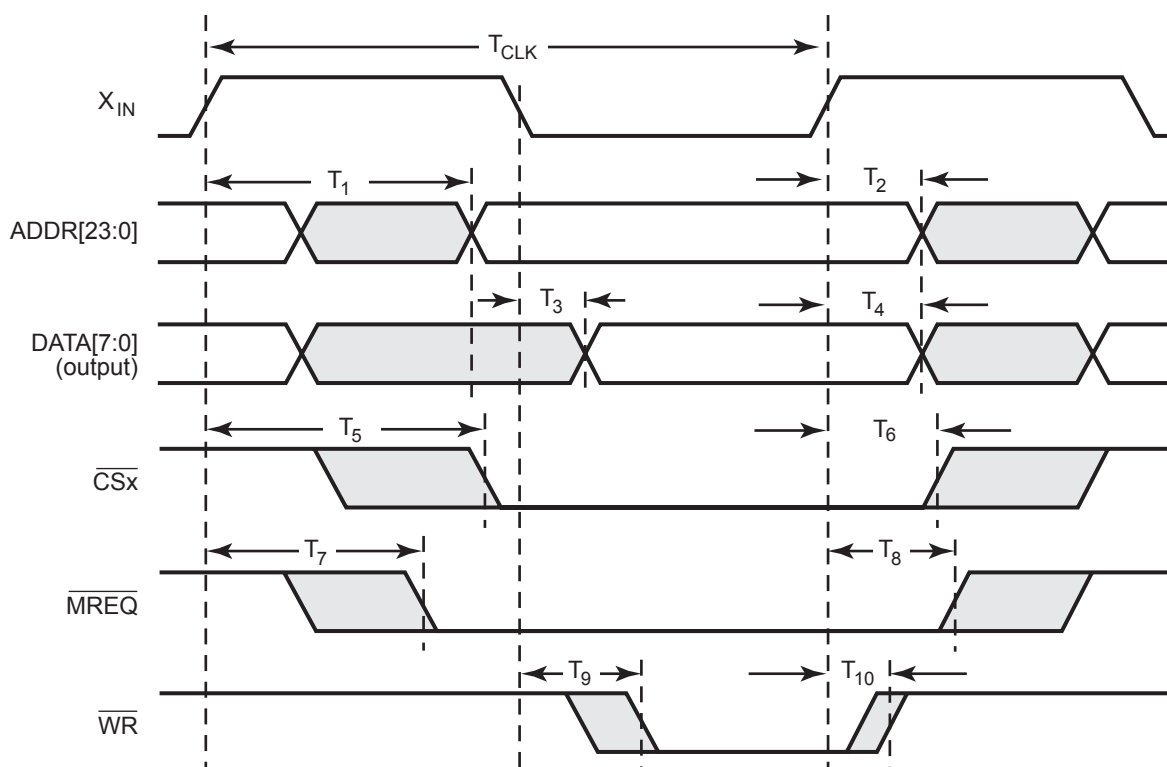 T_CLK
X_IN
T_1
T_2
ADDR[23:0]
T_3
T_4
DATA[7:0]
(output)
T_5
T_6
CSx
T_7
T_8
MREQ
T_9
T_10
WR